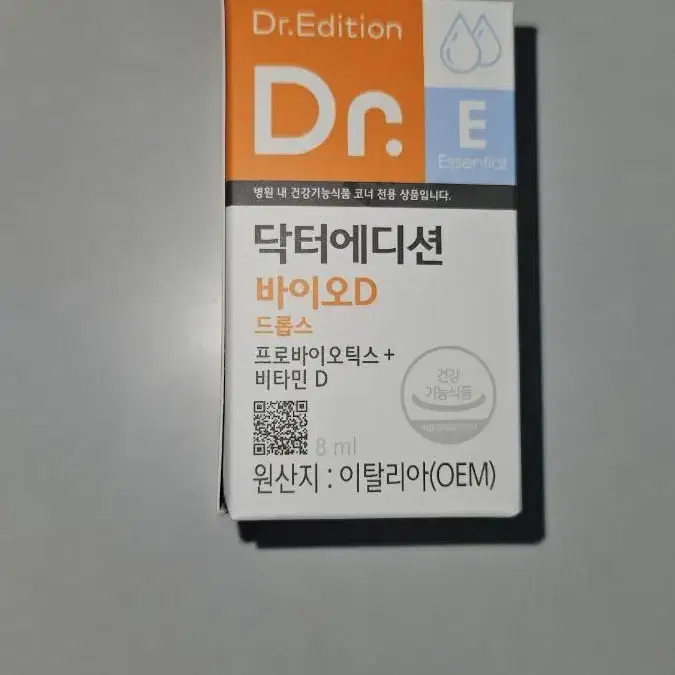 Dr.Edition
Dr.
E
Essential
병원 내 건강기능식품 코너 전용 상품입니다.
닥터에디션
바이오D
드롭스
프로바이오틱스 +
비타민 D
건강
기능식품
8 ml
원산지 : 이탈리아(OEM)